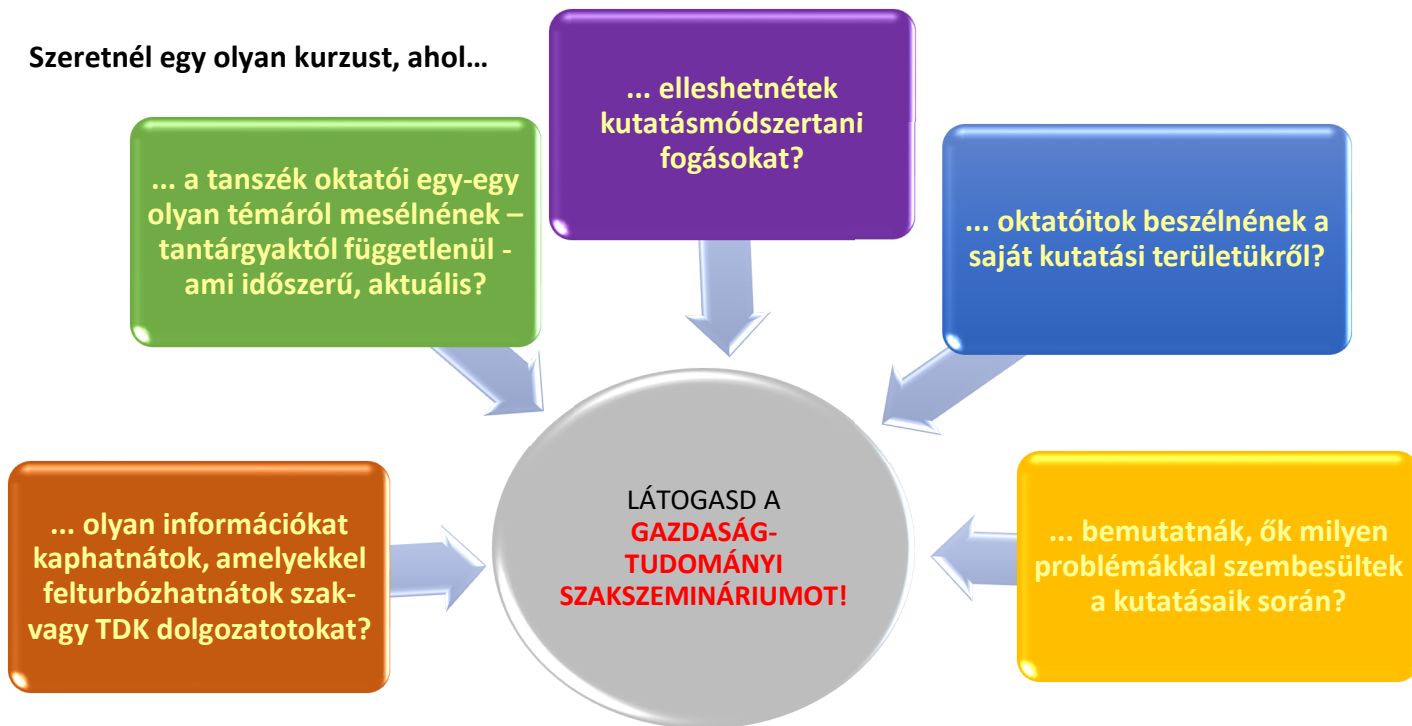 Szeretnél egy olyan kurzust, ahol…
... olyan információkat
kaphatnátok, amelyekkel
felturbózhatnátok szak-
vagy TDK dolgozatotokat?
... a tanszék oktatói egy-egy
olyan témáról mesélnének –
tantárgyaktól függetlenül -
ami időszerű, aktuális?
... elleshetnétek
kutatásmódszertani
fogásokat?
... oktatóitok beszélnének a
saját kutatási területükről?
... bemutatnák, ők milyen
problémákkal szembesültek
a kutatásaik során?
LÁTOGASD A
GAZDASÁG-
TUDOMÁNYI
SZAKSZEMINÁRIUMOT!